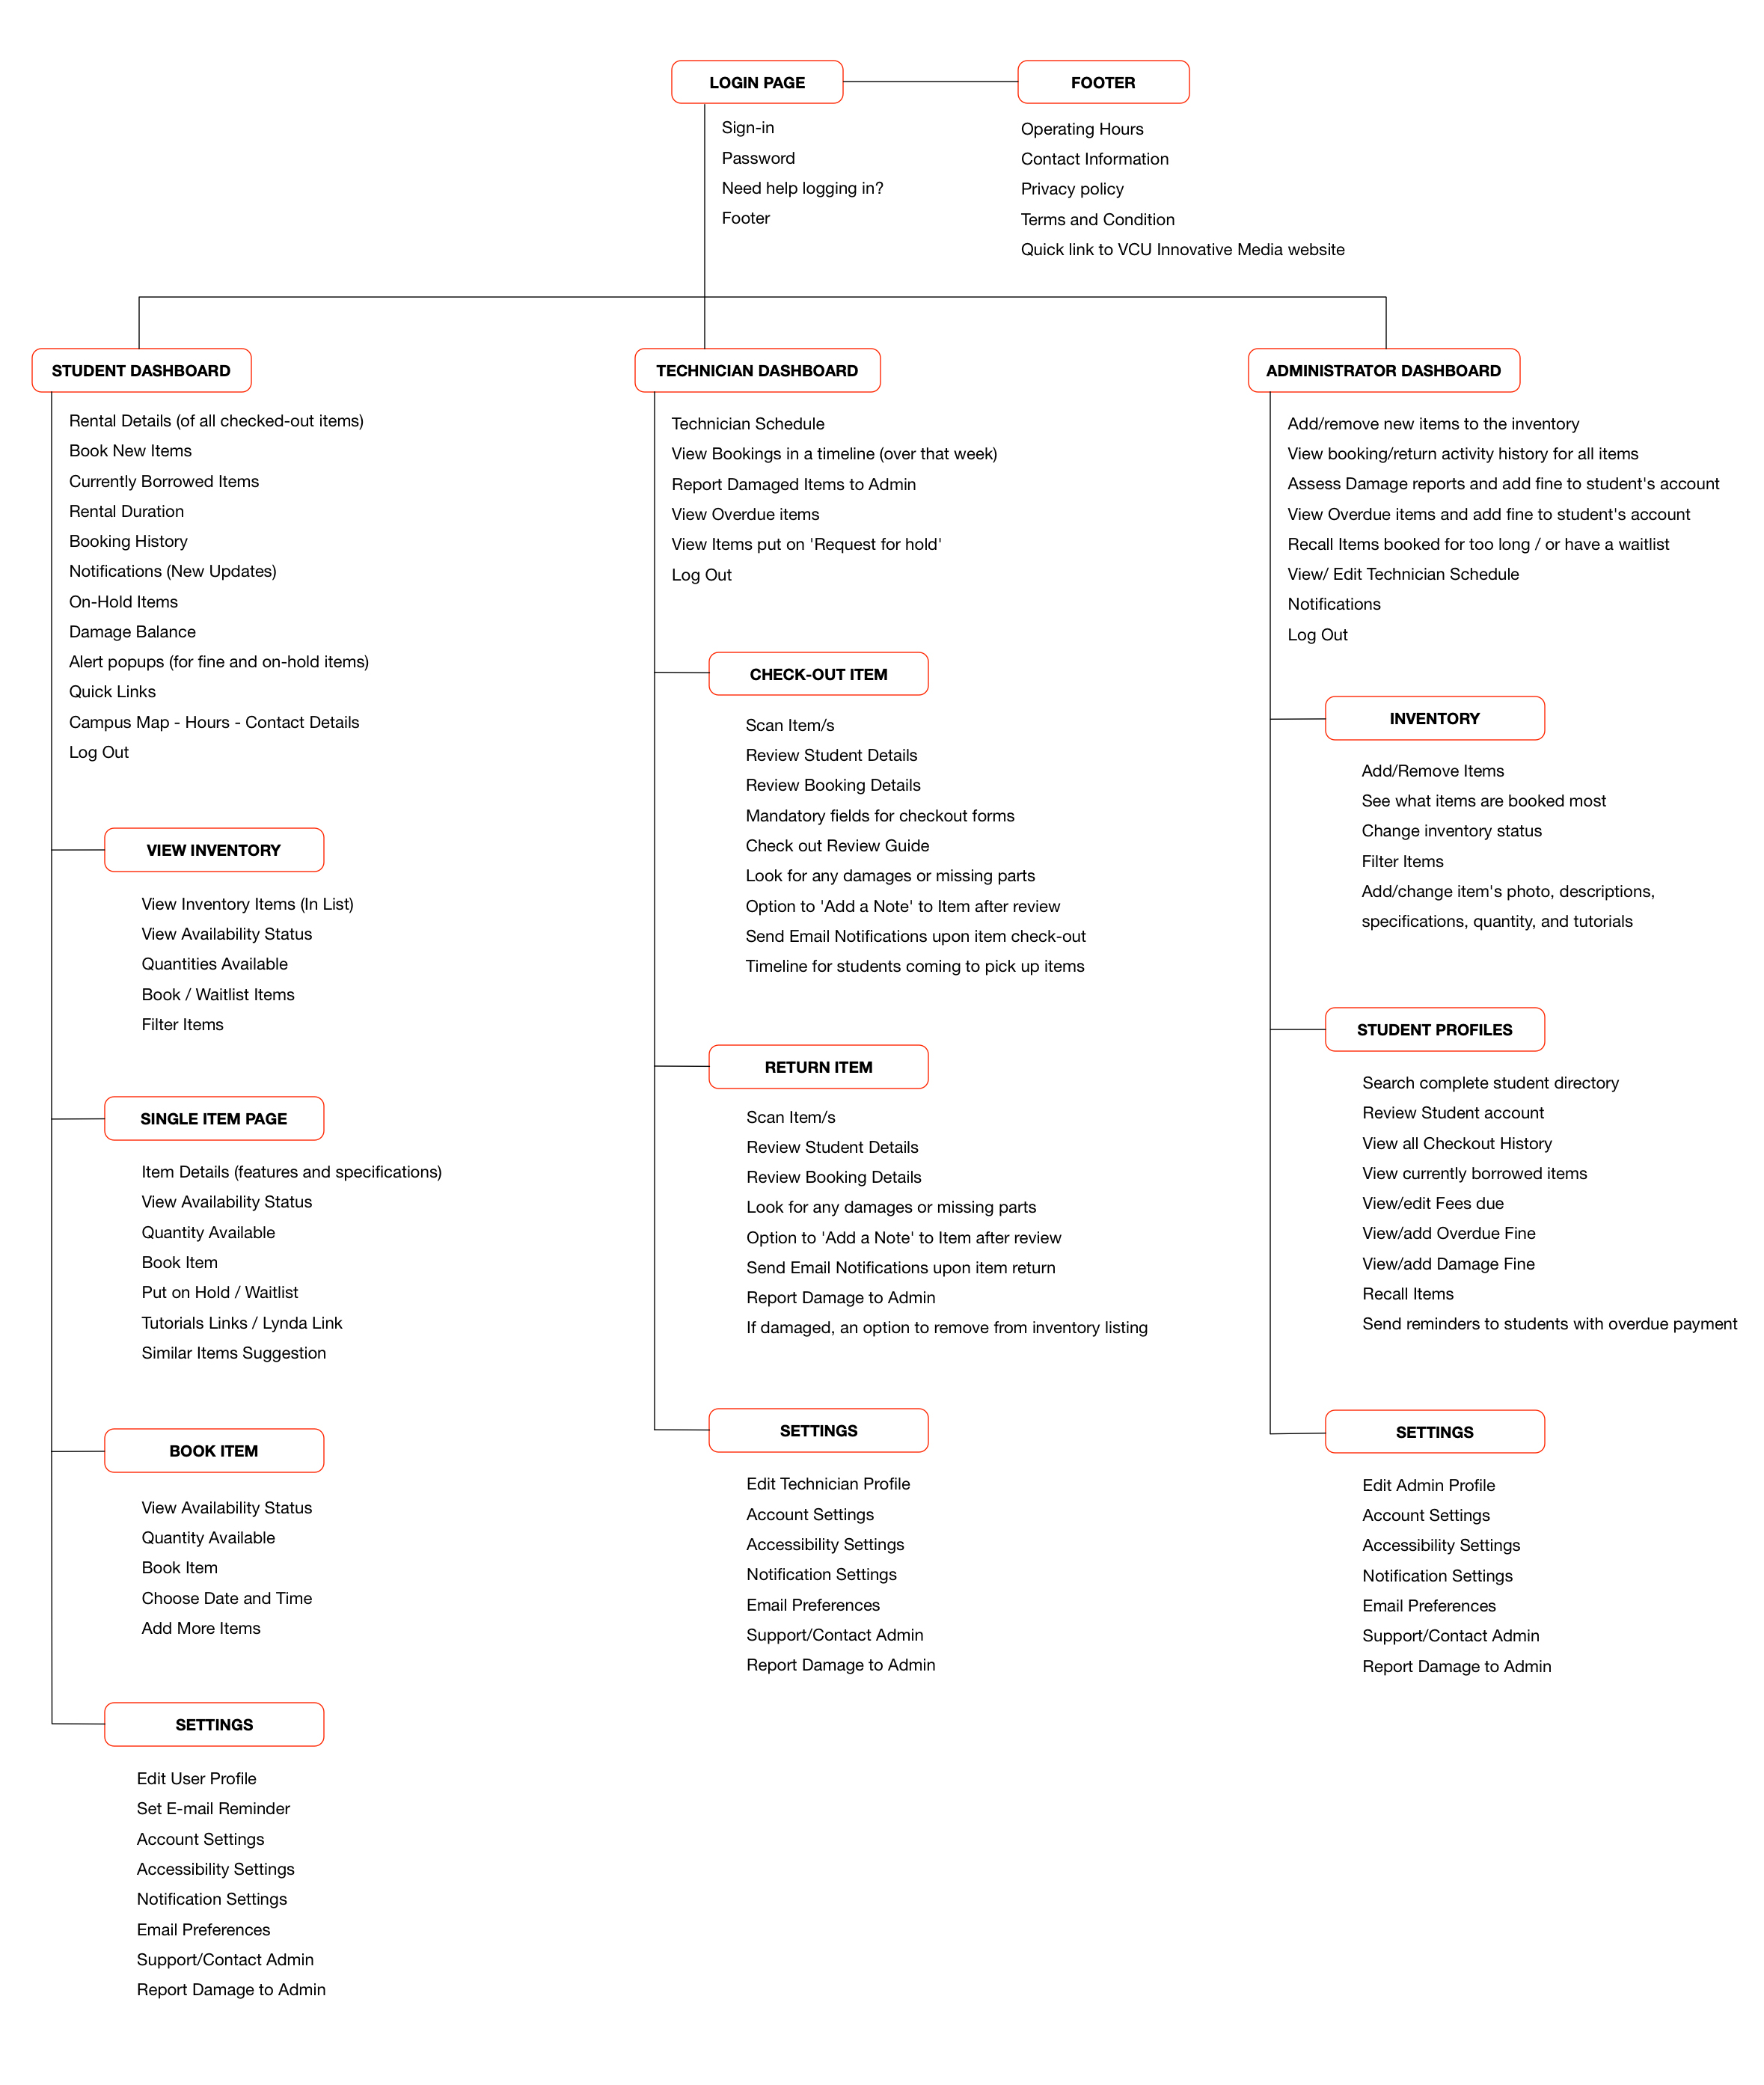 LOGIN PAGE
Sign-in
Password
Need help logging in?
Footer
FOOTER
Operating Hours
Contact Information
Privacy policy
Terms and Condition
Quick link to VCU Innovative Media website
STUDENT DASHBOARD
Rental Details (of all checked-out items)
Book New Items
Currently Borrowed Items
Rental Duration
Booking History
Notifications (New Updates)
On-Hold Items
Damage Balance
Alert popups (for fine and on-hold items)
Quick Links
Campus Map - Hours - Contact Details
Log Out
VIEW INVENTORY
View Inventory Items (In List)
View Availability Status
Quantities Available
Book / Waitlist Items
Filter Items
SINGLE ITEM PAGE
Item Details (features and specifications)
View Availability Status
Quantity Available
Book Item
Put on Hold / Waitlist
Tutorials Links / Lynda Link
Similar Items Suggestion
BOOK ITEM
View Availability Status
Quantity Available
Book Item
Choose Date and Time
Add More Items
SETTINGS
Edit User Profile
Set E-mail Reminder
Account Settings
Accessibility Settings
Notification Settings
Email Preferences
Support/Contact Admin
Report Damage to Admin
TECHNICIAN DASHBOARD
Technician Schedule
View Bookings in a timeline (over that week)
Report Damaged Items to Admin
View Overdue items
View Items put on 'Request for hold'
Log Out
CHECK-OUT ITEM
Scan Item/s
Review Student Details
Review Booking Details
Mandatory fields for checkout forms
Check out Review Guide
Look for any damages or missing parts
Option to 'Add a Note' to Item after review
Send Email Notifications upon item check-out
Timeline for students coming to pick up items
RETURN ITEM
Scan Item/s
Review Student Details
Review Booking Details
Look for any damages or missing parts
Option to 'Add a Note' to Item after review
Send Email Notifications upon item return
Report Damage to Admin
If damaged, an option to remove from inventory listing
SETTINGS
Edit Technician Profile
Account Settings
Accessibility Settings
Notification Settings
Email Preferences
Support/Contact Admin
Report Damage to Admin
ADMINISTRATOR DASHBOARD
Add/remove new items to the inventory
View booking/return activity history for all items
Assess Damage reports and add fine to student's account
View Overdue items and add fine to student's account
Recall Items booked for too long / or have a waitlist
View/ Edit Technician Schedule
Notifications
Log Out
INVENTORY
Add/Remove Items
See what items are booked most
Change inventory status
Filter Items
Add/change item's photo, descriptions,
specifications, quantity, and tutorials
STUDENT PROFILES
Search complete student directory
Review Student account
View all Checkout History
View currently borrowed items
View/edit Fees due
View/add Overdue Fine
View/add Damage Fine
Recall Items
Send reminders to students with overdue payment
SETTINGS
Edit Admin Profile
Account Settings
Accessibility Settings
Notification Settings
Email Preferences
Support/Contact Admin
Report Damage to Admin